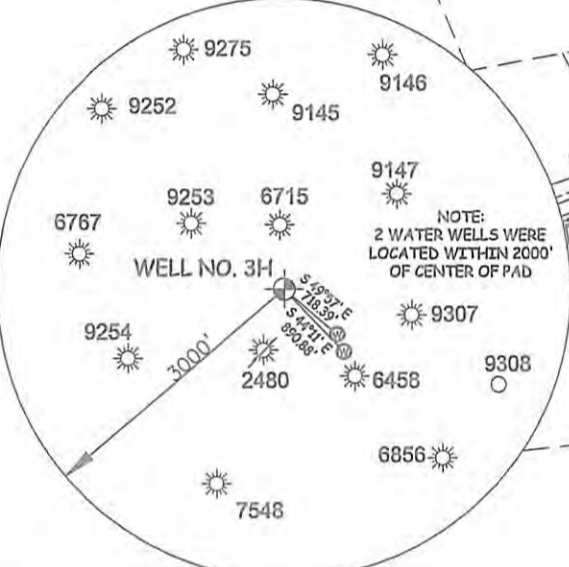 9275
9146
9252
9145
9147
9253
6715
6767
NOTE:
2 WATER WELLS WERE
LOCATED WITHIN 2000'
OF CENTER OF PAD
WELL NO. 3H
S 49°57' E
718.39'
S 44°11' E
890.88'
9307
9254
3000'
2480
6458
9308
6856
7548